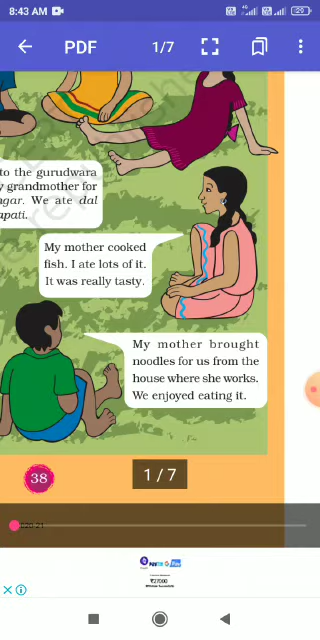 8:43 AM
29
PDF
1/7
to the gurudwara
grandmother for
We ate dal
My mother cooked
fish. I ate lots of it.
It was really tasty.
My mother brought
noodles for us from the
house where she works.
We enjoyed eating it.
38
1 / 7
₹27000